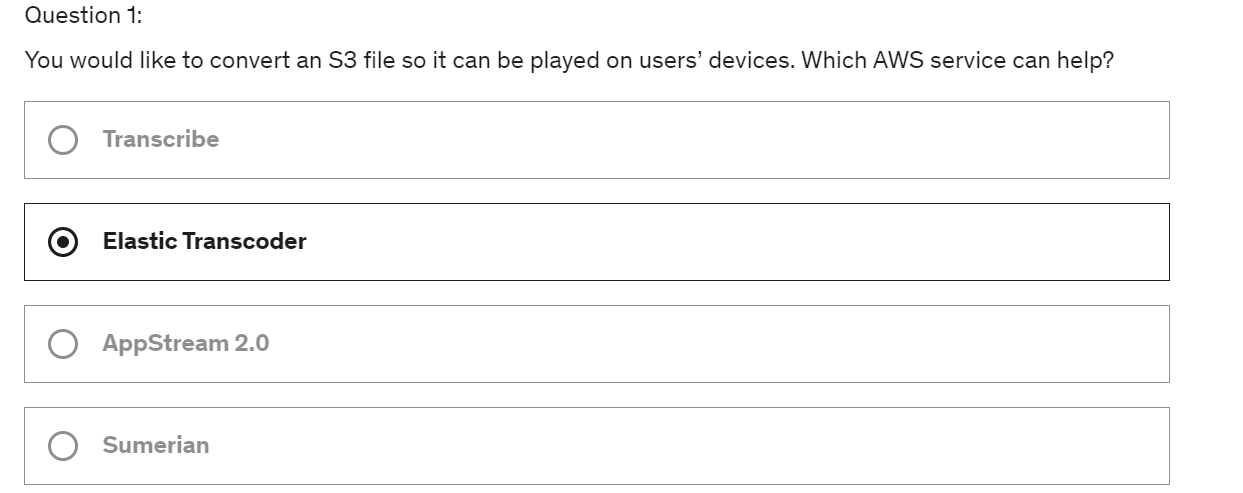 Question 1:
You would like to convert an S3 file so it can be played on users’ devices. Which AWS service can help?
Transcribe
Elastic Transcoder
AppStream 2.0
Sumerian